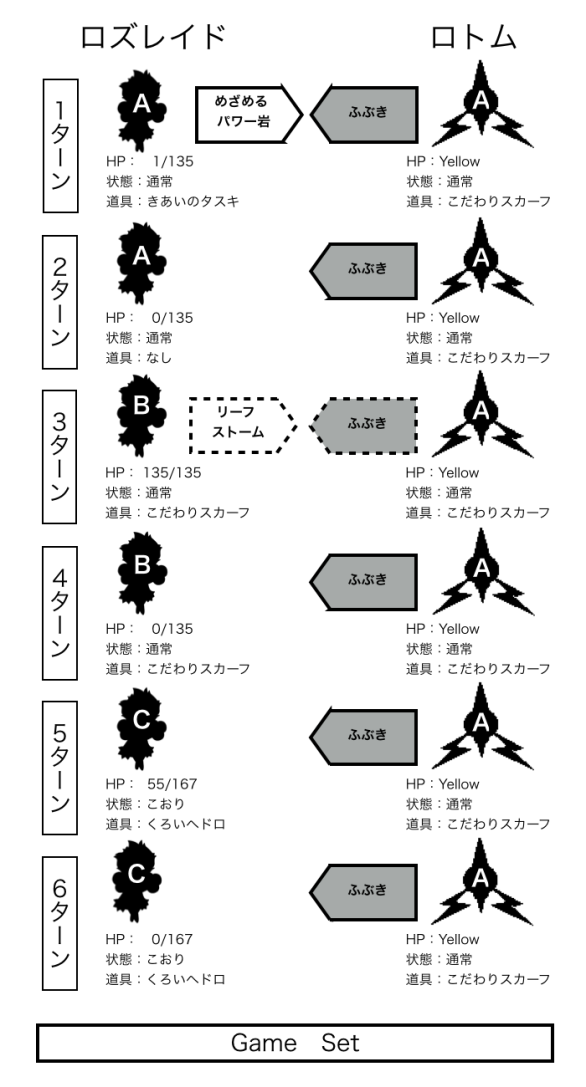 ロズレイド ロトム
1ターン
A
めざめる
パワー岩
ふぶき
A
HP： 1/135
状態：通常
道具：きあいのタスキ
HP：Yellow
状態：通常
道具：こだわりスカーフ
2ターン
A
ふぶき
A
HP： 0/135
状態：通常
道具：なし
HP：Yellow
状態：通常
道具：こだわりスカーフ
3ターン
B
リーフ
ストーム
ふぶき
A
HP：135/135
状態：通常
道具：こだわりスカーフ
HP：Yellow
状態：通常
道具：こだわりスカーフ
4ターン
B
ふぶき
A
HP： 0/135
状態：通常
道具：こだわりスカーフ
HP：Yellow
状態：通常
道具：こだわりスカーフ
5ターン
C
ふぶき
A
HP： 55/167
状態：こおり
道具：くろいヘドロ
HP：Yellow
状態：通常
道具：こだわりスカーフ
6ターン
C
ふぶき
A
HP： 0/167
状態：こおり
道具：くろいヘドロ
HP：Yellow
状態：通常
道具：こだわりスカーフ
Game Set